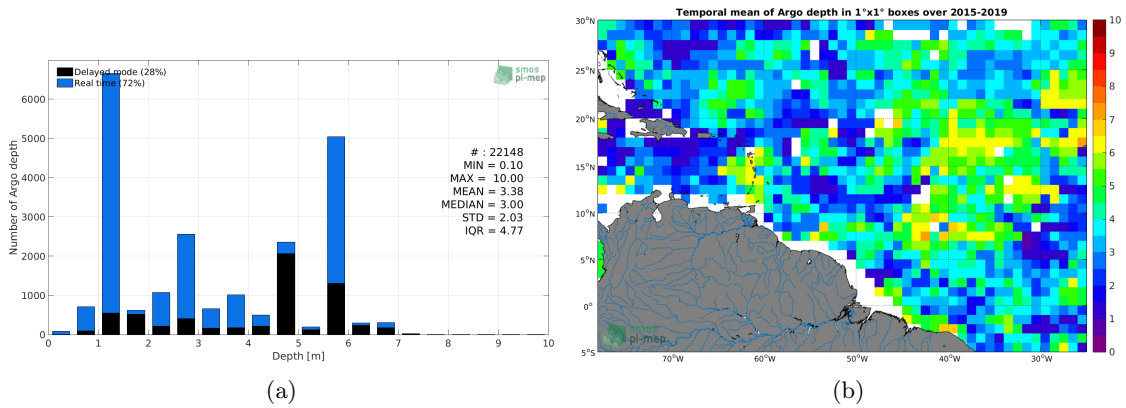 Delayed mode (28%)
Real time (72%)
smos
pi-mep
# : 22148
MIN = 0.10
MAX = 10.00
MEAN = 3.38
MEDIAN = 3.00
STD = 2.03
IQR = 4.77
Number of Argo depth
6000
5000
4000
3000
2000
1000
0
0 1 2 3 4 5 6 7 8 9 10
Depth [m]
(a)
Temporal mean of Argo depth in 1°x1° boxes over 2015-2019
30°N
25°N
20°N
15°N
10°N
5°N
0°
5°S
70°W 60°W 50°W 40°W 30°W
smos
pi-mep
10
9
8
7
6
5
4
3
2
1
0
(b)